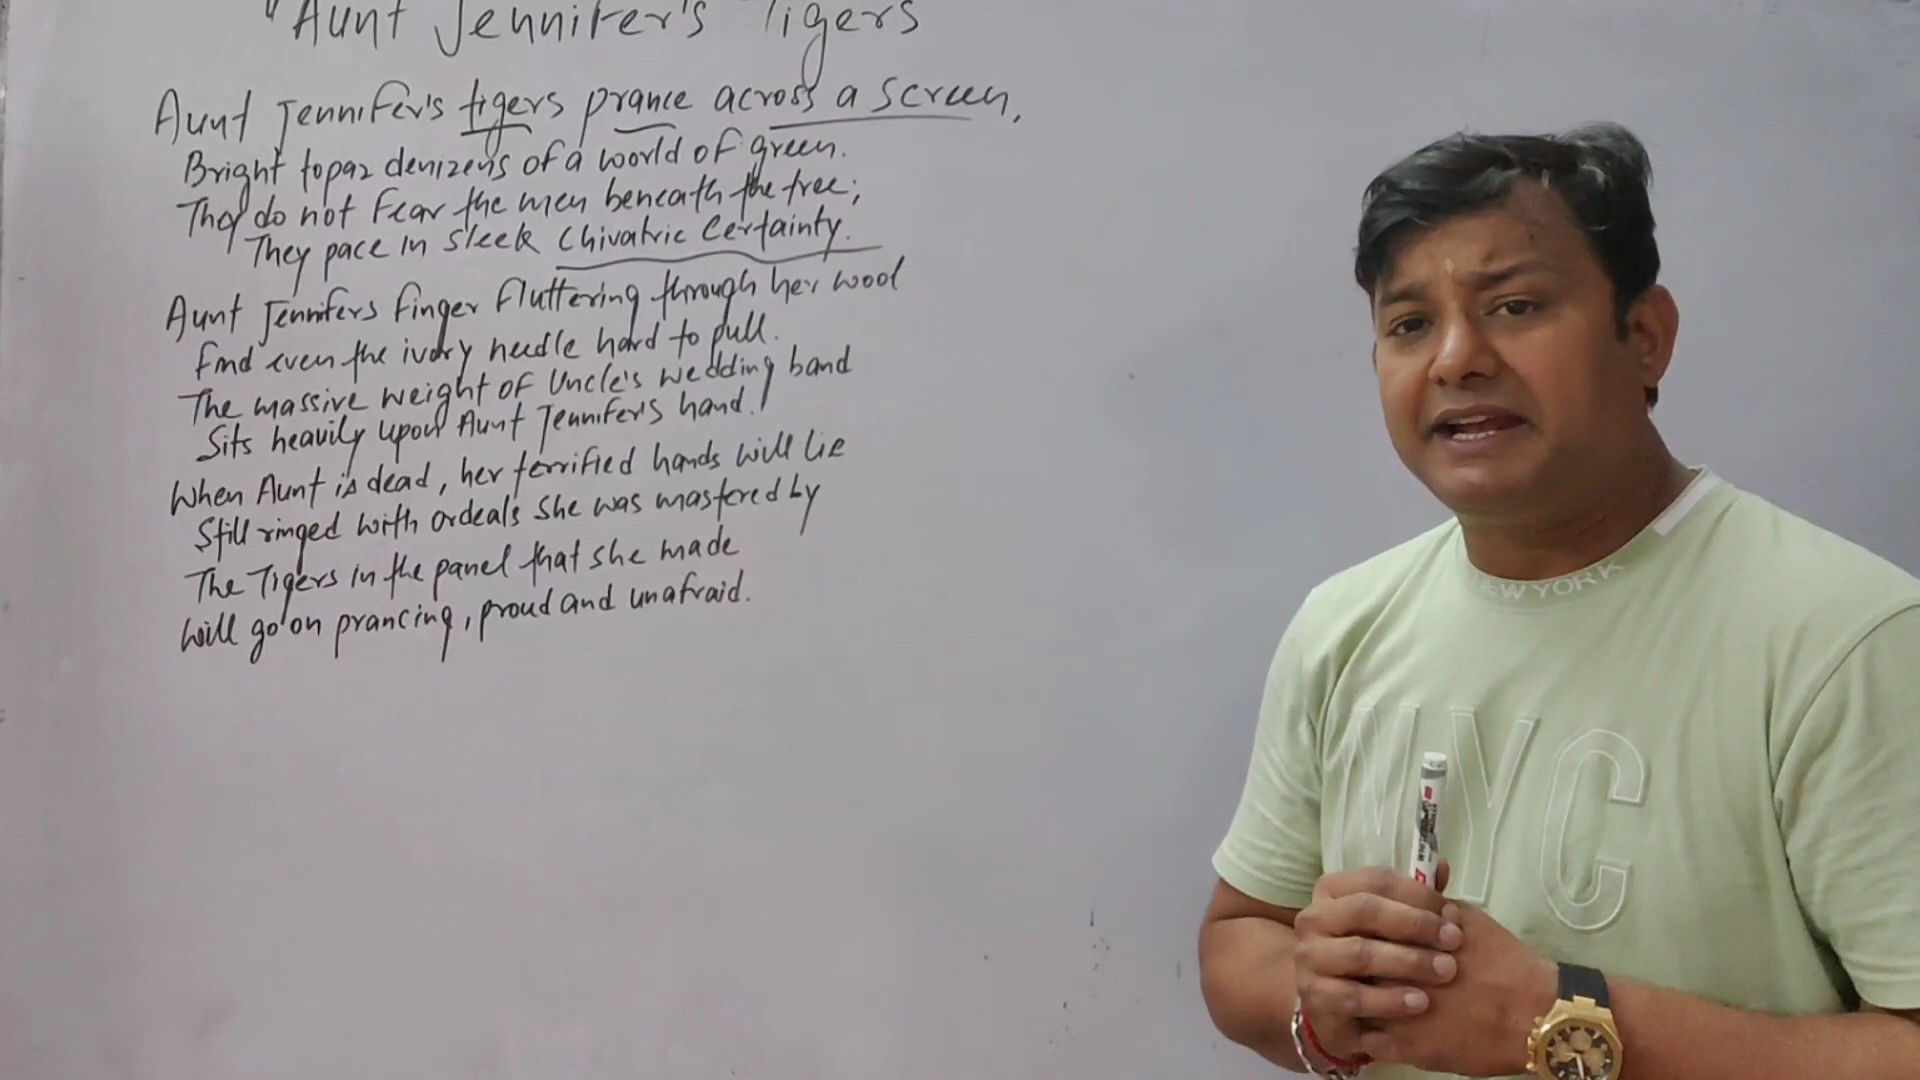 "Aunt Jennifer's Tigers
Aunt Jennifer's tigers prance across a screen,
Bright topaz denizens of a world of green.
They do not fear the men beneath the tree;
They pace in sleek chivalric certainty.
Aunt Jennifers finger fluttering through her wool
Find even the ivory needle hard to pull.
The massive weight of Uncle's wedding band
Sits heavily upon Aunt Jennifer's hand.
When Aunt is dead, her terrified hands will lie
Still ringed with ordeals she was mastered by
The Tigers in the panel that she made
Will go on prancing, proud and unafraid.
EW YORK
NYC